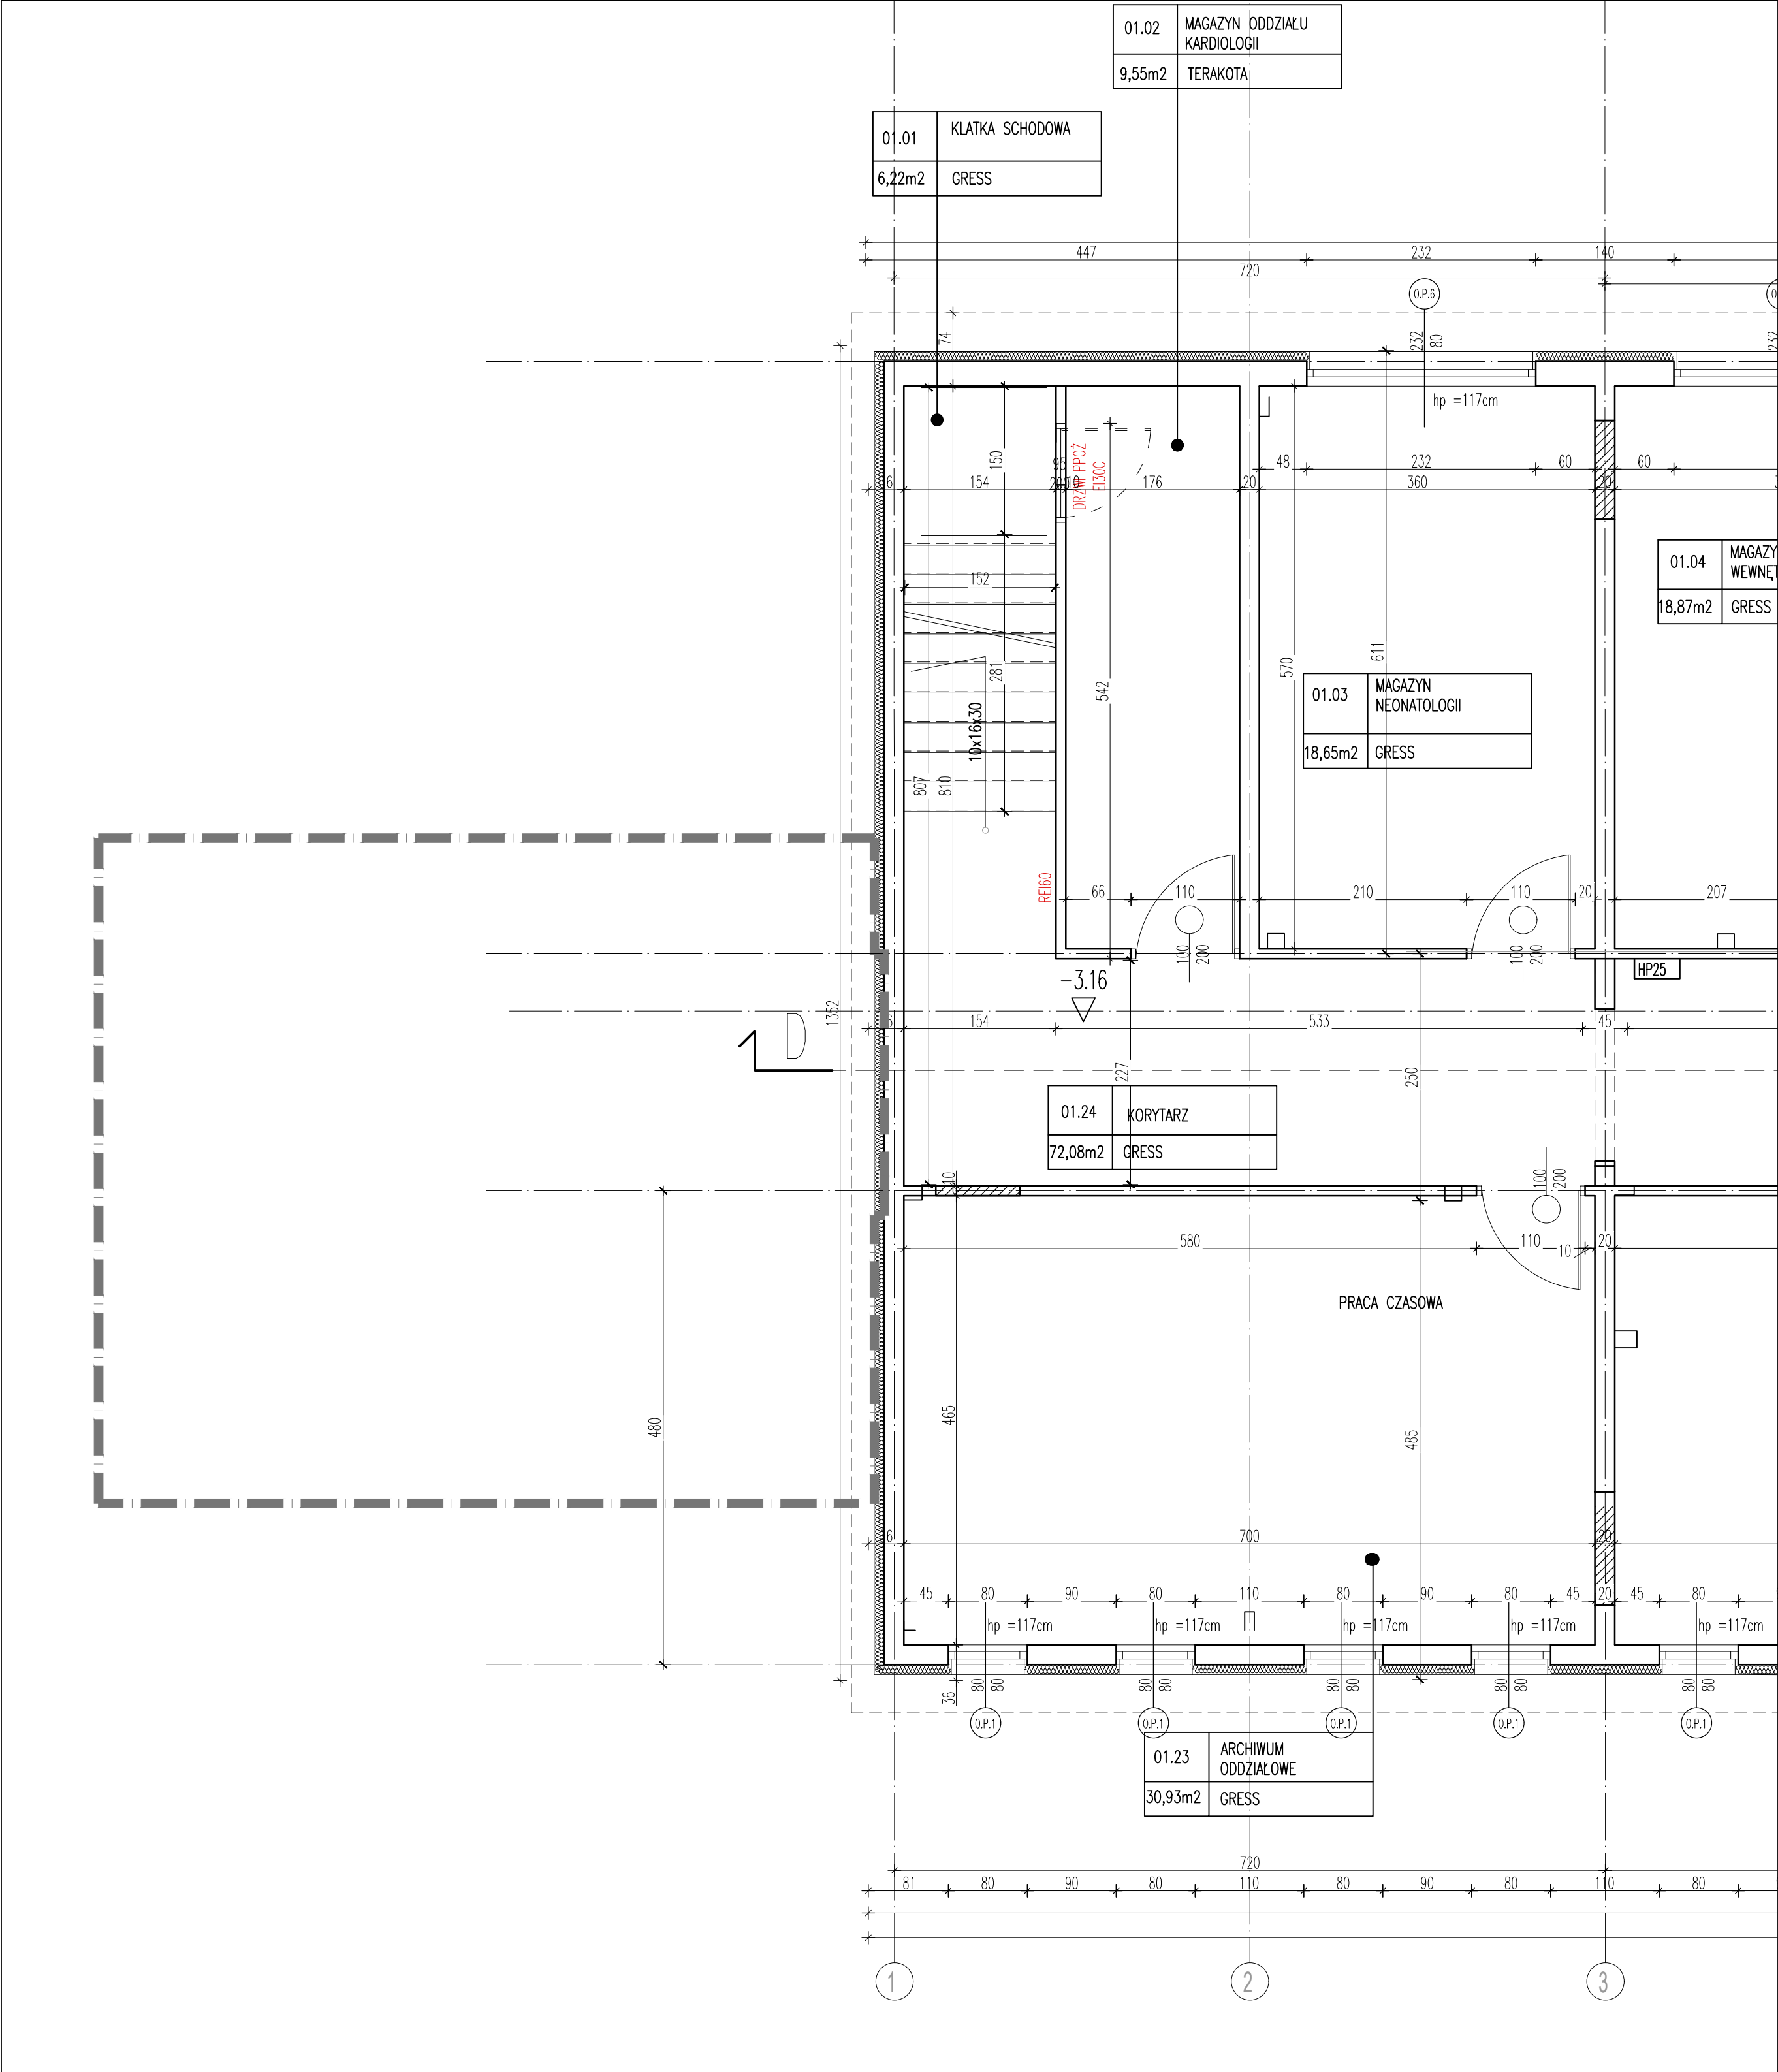 01.02 MAGAZYN ODDZIAŁU
KARDIOLOGII
9,55m2 TERAKOTA
01.01 KLATKA SCHODOWA
6,22m2 GRESS
447 232 140
720
O.P.6
74
232
80
232
hp =117cm
DRZWI PPOŻ
EI30C
150
95
48 232 60 60
154 176 20 360 20
152
01.04
18,87m2 GRESS
611
570
281
542
10x16x30
01.03 MAGAZYN
NEONATOLOGII
18,65m2 GRESS
807
810
REI60
66 110 210 110 20 207
100
200
100
200
HP25
-3.16
1352
154 533 45
D
227
250
01.24 KORYTARZ
72,08m2 GRESS
10
100
200
580 110 10 20
PRACA CZASOWA
480
465
485
700 20
45 80 90 80 110 80 90 80 45 20 45 80
hp =117cm hp =117cm hp =117cm hp =117cm hp =117cm
36
80
80
80
80
80
80
80
80
80
80
O.P.1 O.P.1 O.P.1 O.P.1 O.P.1
01.23 ARCHIWUM
ODDZIAŁOWE
30,93m2 GRESS
720
81 80 90 80 110 80 90 80 110 80
1 2 3